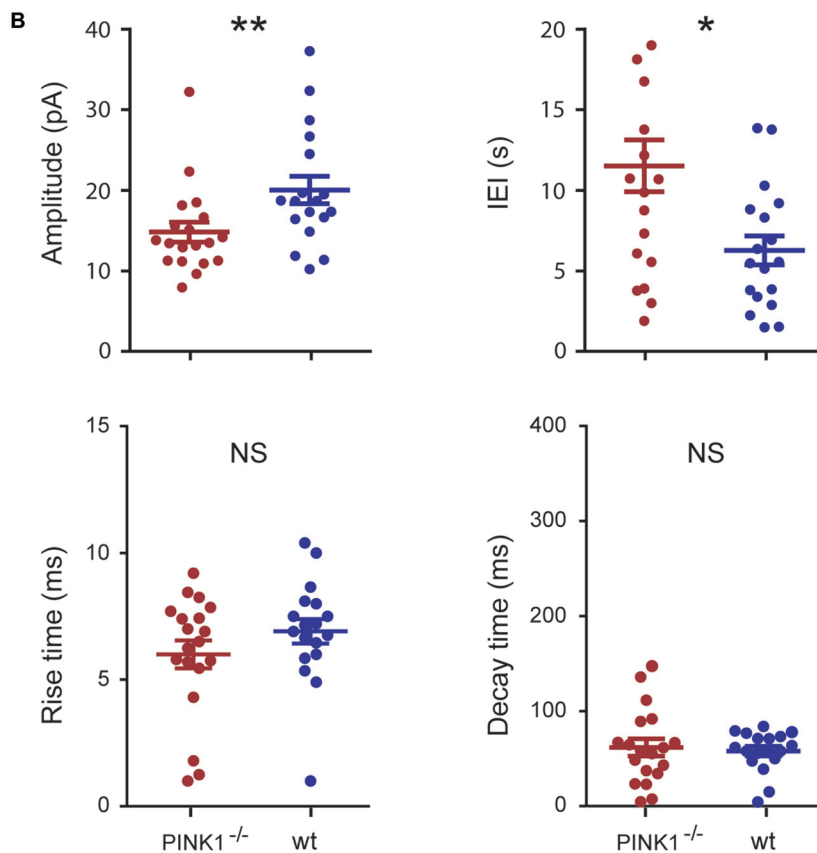 B
Amplitude (pA)
40
30
20
10
0
**
IEI (s)
20
15
10
5
0
*
Rise time (ms)
15
10
5
0
NS
PINK1-/-
wt
Decay time (ms)
400
300
200
100
0
NS
PINK1-/-
wt